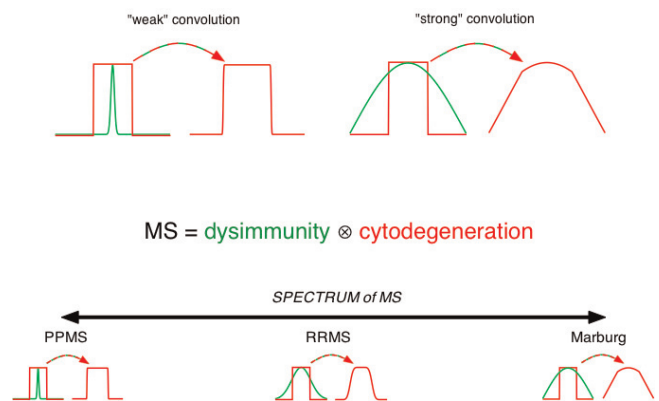 "weak" convolution
"strong" convolution
MS = dysimmunity ⊗ cytodegeneration
SPECTRUM of MS
PPMS
RRMS
Marburg